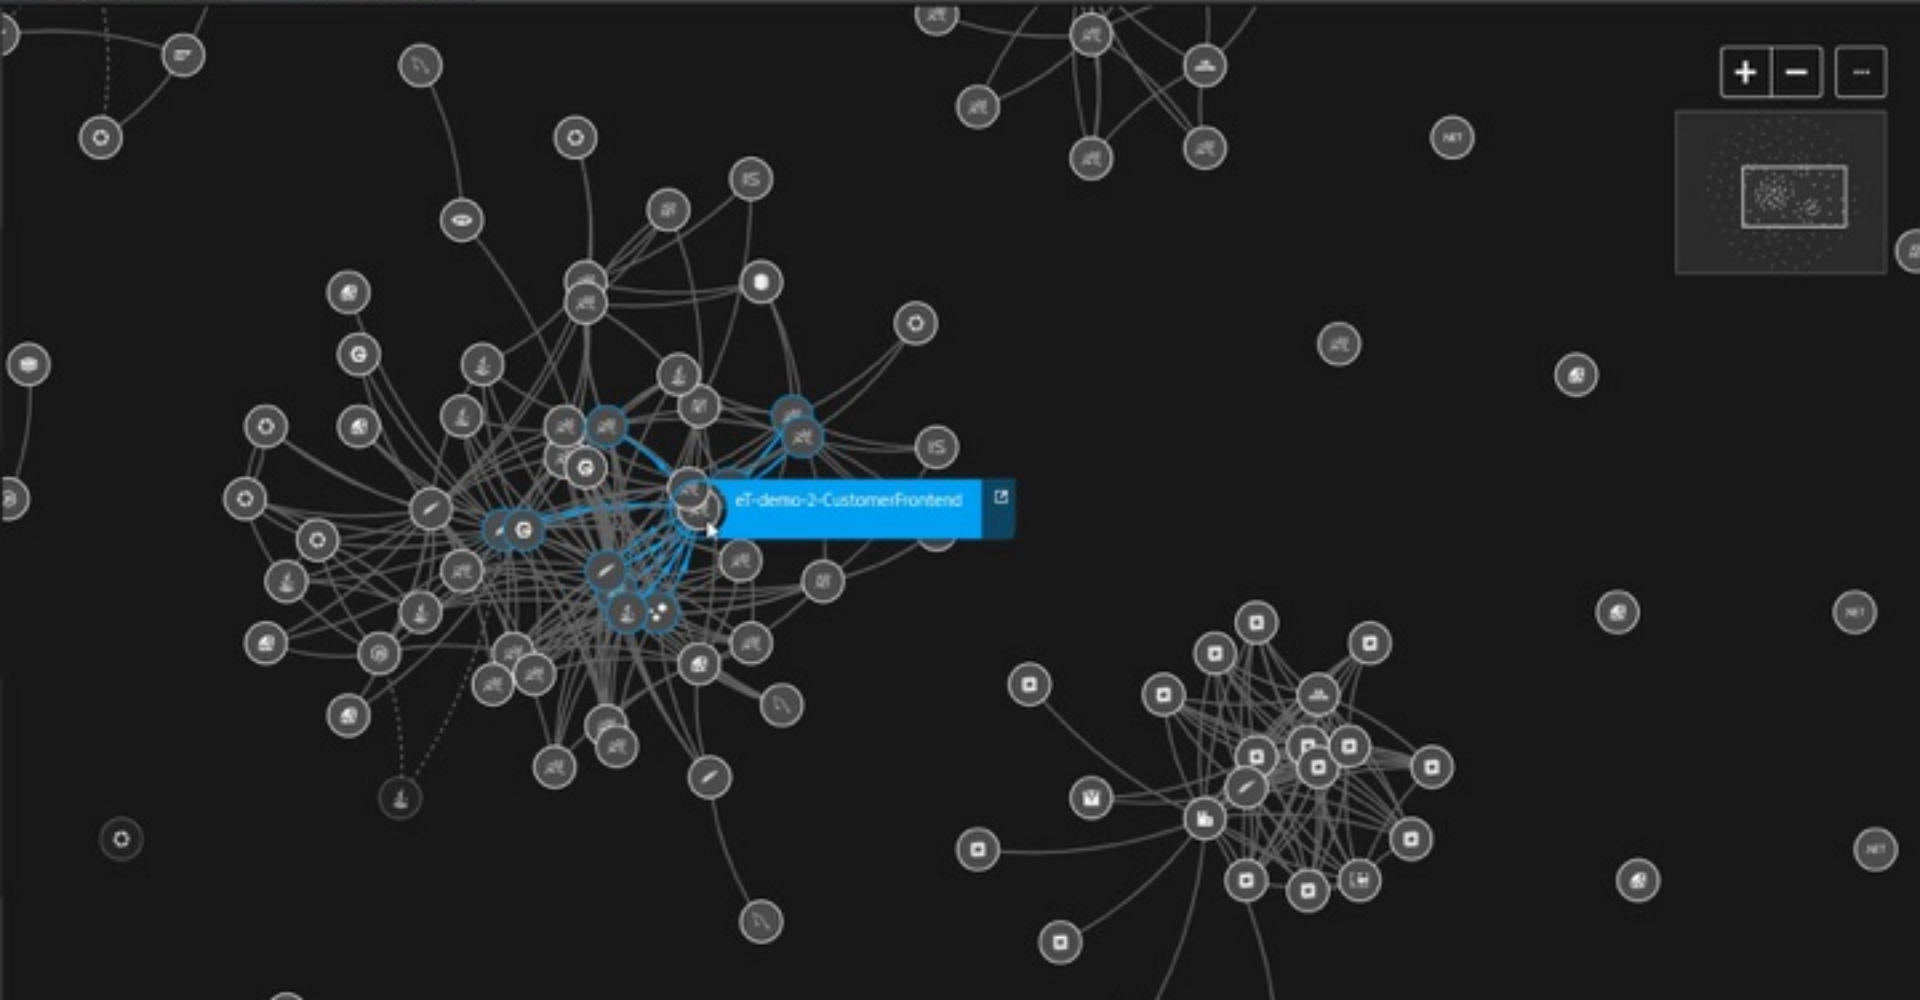 IIS
.NET
eT-demo-2-CustomerFrontend
IIS
.NET
.NET